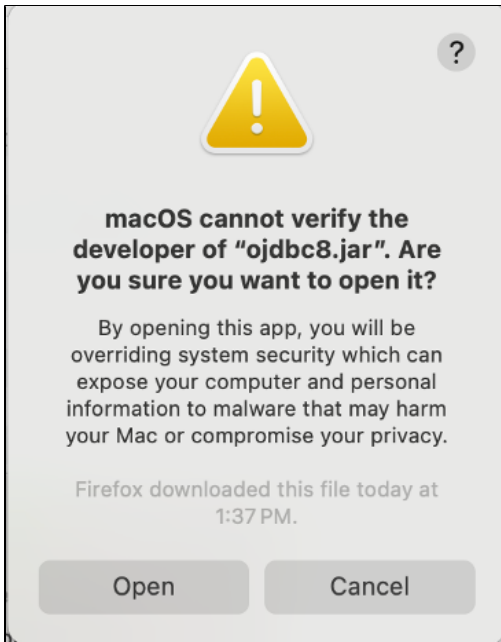 ?
macOS cannot verify the
developer of “ojdbc8.jar”. Are
you sure you want to open it?
By opening this app, you will be
overriding system security which can
expose your computer and personal
information to malware that may harm
your Mac or compromise your privacy.
Firefox downloaded this file today at
1:37 PM.
Open Cancel